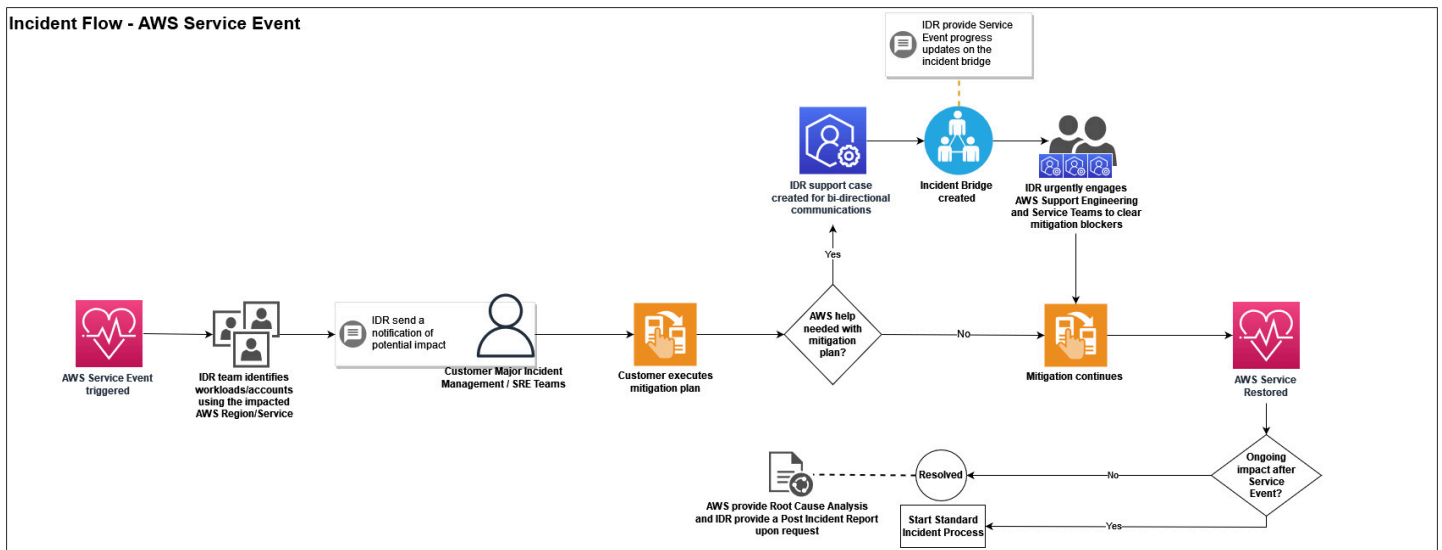 Incident Flow - AWS Service Event
IDR provide Service
Event progress
updates on the
incident bridge
IDR support case
created for bi-directional
communications
Incident Bridge
created
IDR urgently engages
AWS Support Engineering
and Service Teams to clear
mitigation blockers
Yes
AWS Service Event
triggered
IDR team identifies
workloads/accounts
using the impacted
AWS Region/Service
IDR send a
notification of
potential impact
Customer Major Incident
Management / SRE Teams
Customer executes
mitigation plan
AWS help
needed with
mitigation
plan?
No
Mitigation continues
AWS Service
Restored
Ongoing
impact after
Service
Event?
No
Resolved
AWS provide Root Cause Analysis
and IDR provide a Post Incident Report
upon request
Yes
Start Standard
Incident Process